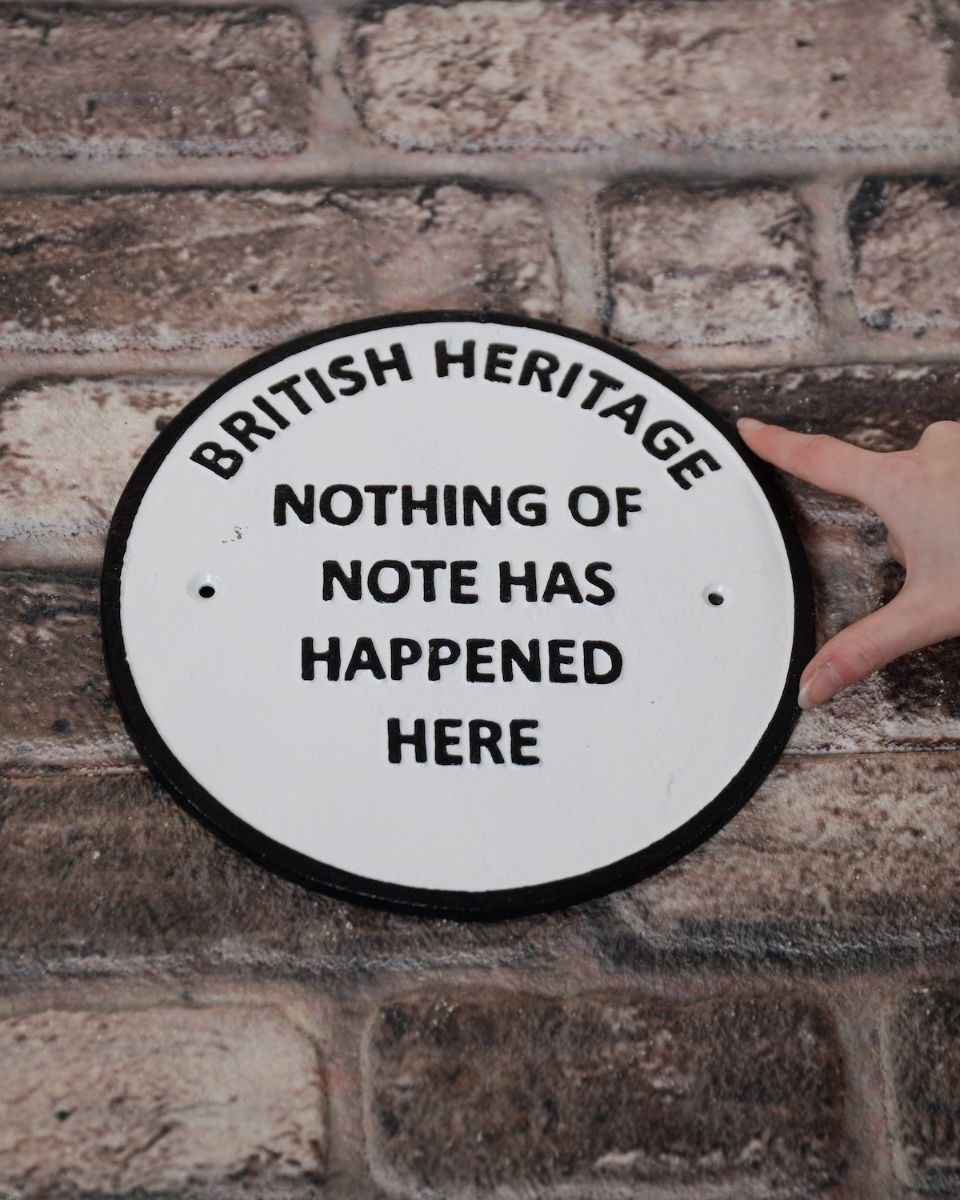 BRITISH HERITAGE
NOTHING OF
NOTE HAS
HAPPENED
HERE